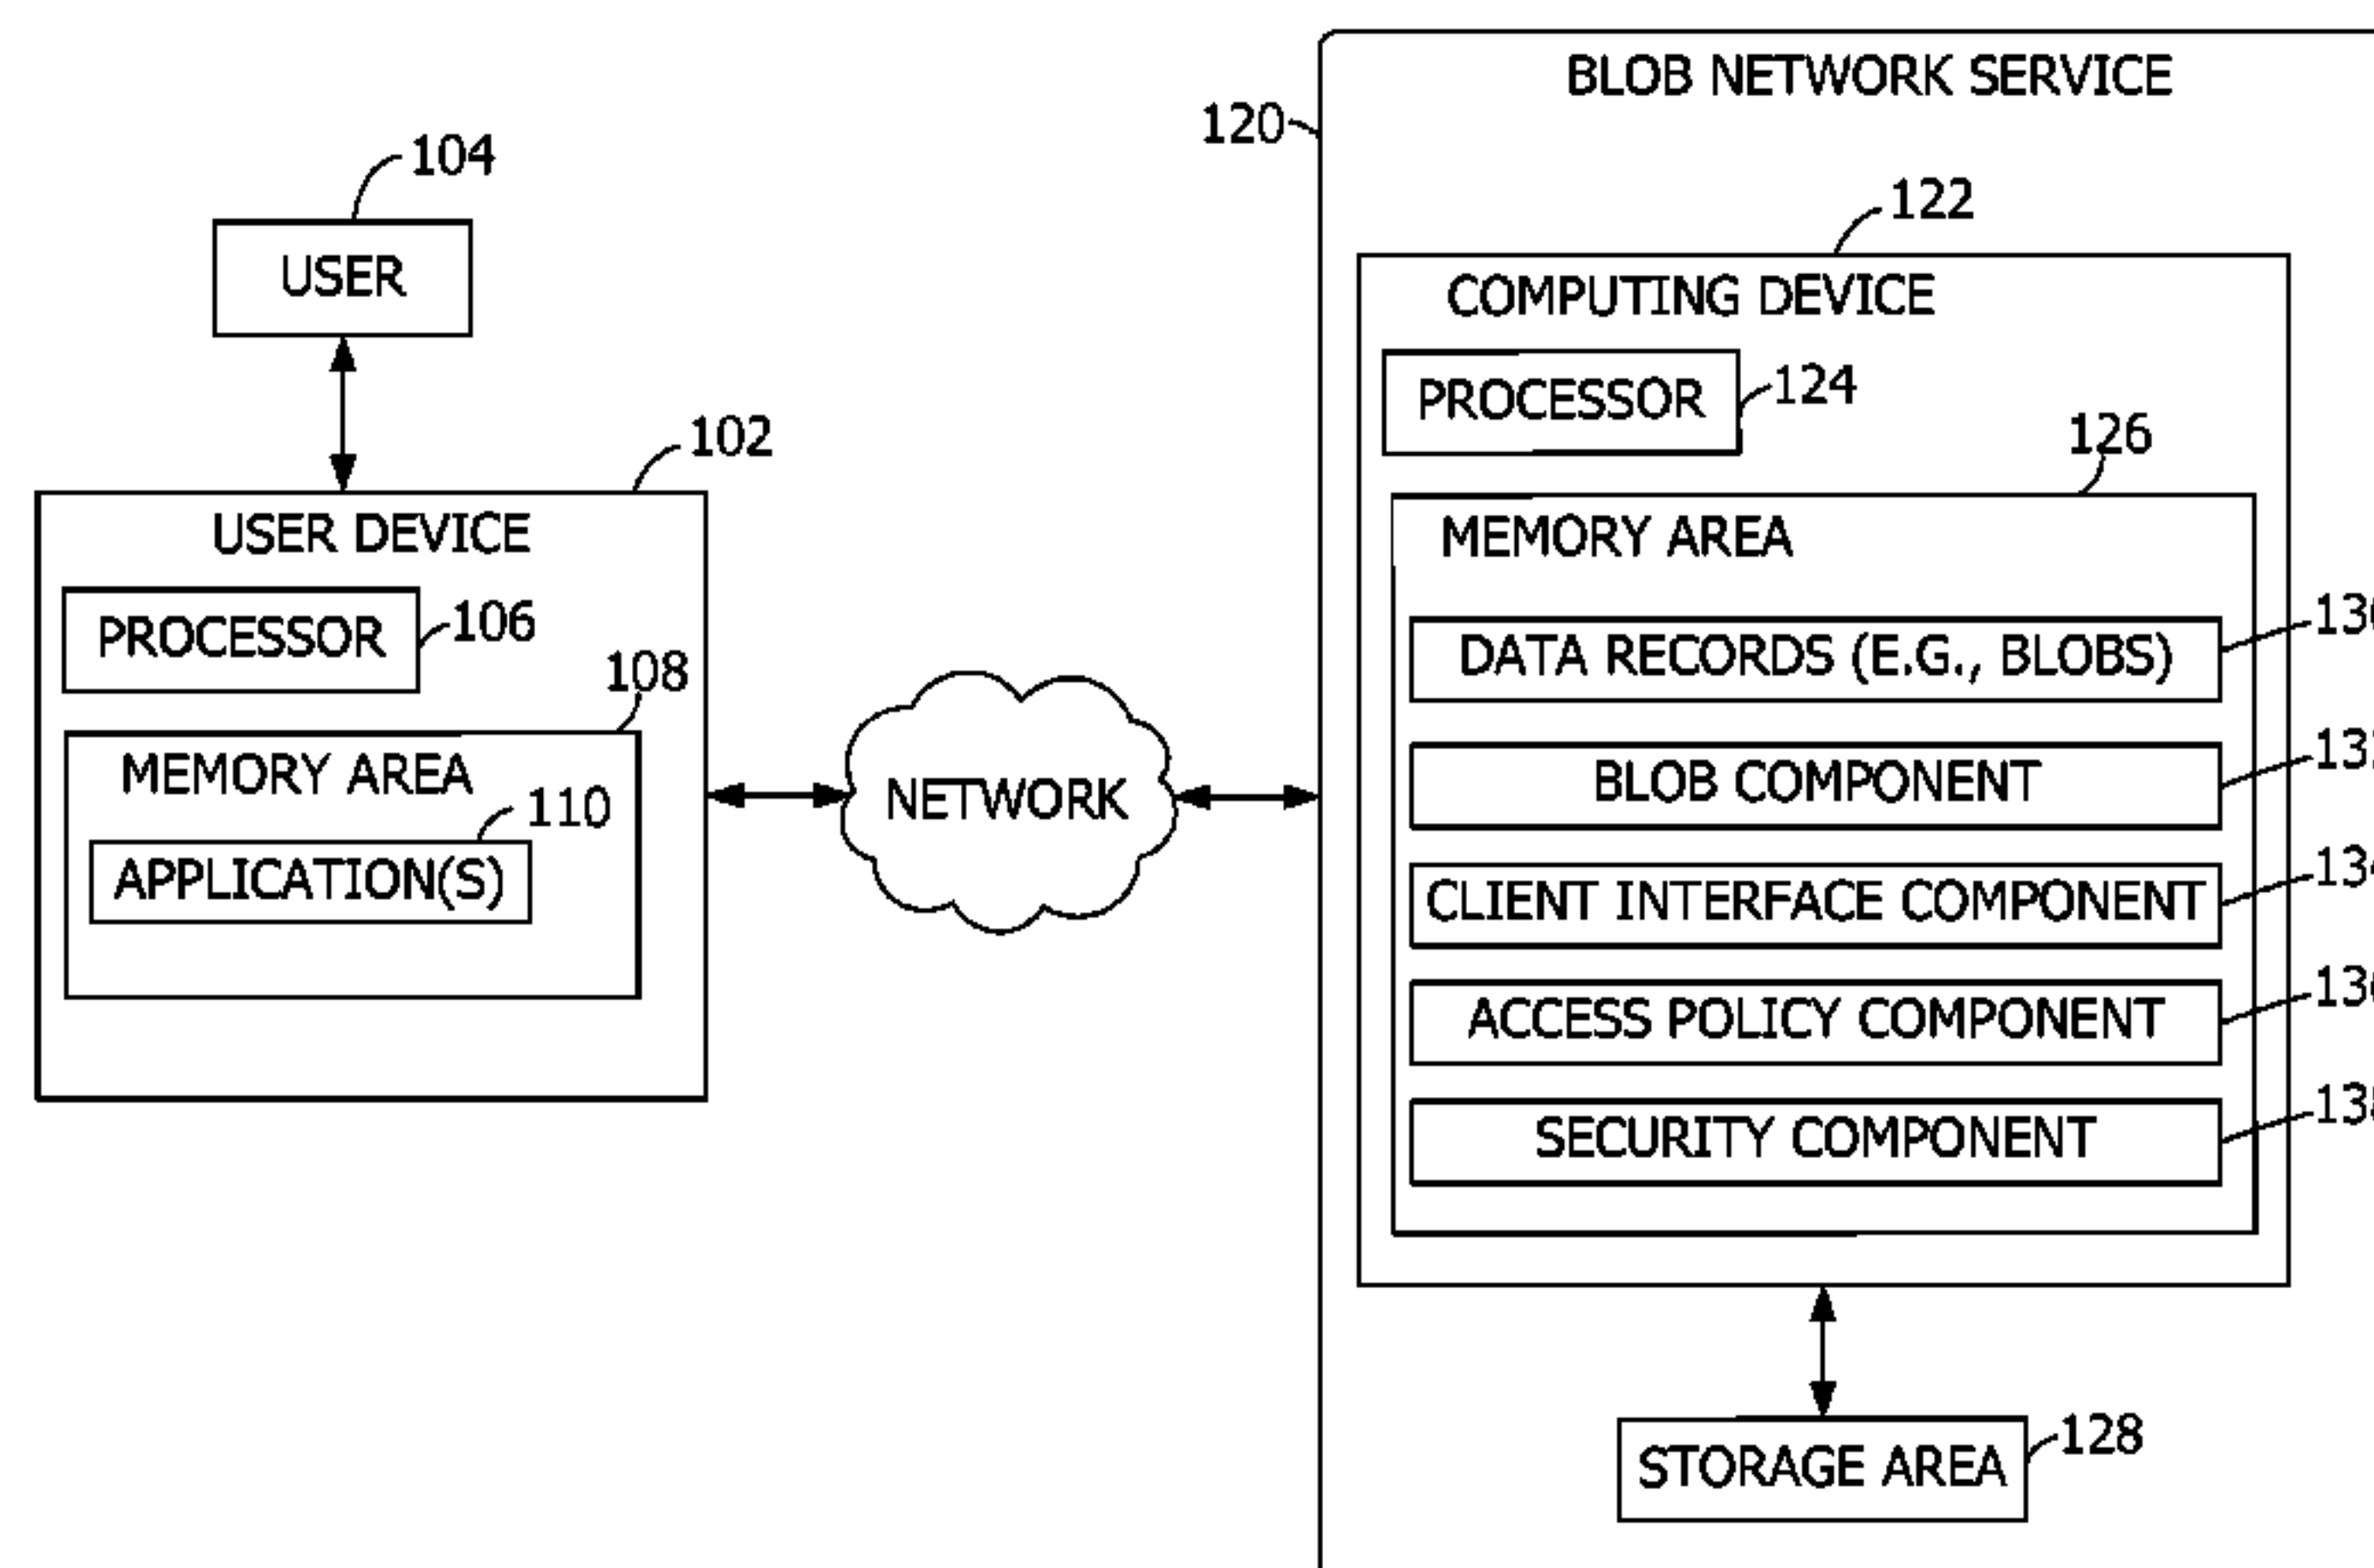 BLOB NETWORK SERVICE
120
104
122
USER
COMPUTING DEVICE
PROCESSOR
124
126
102
USER DEVICE
MEMORY AREA
PROCESSOR
106
108
DATA RECORDS (E.G., BLOBS)
MEMORY AREA
110
NETWORK
BLOB COMPONENT
APPLICATION(S)
CLIENT INTERFACE COMPONENT
ACCESS POLICY COMPONENT
SECURITY COMPONENT
STORAGE AREA
128